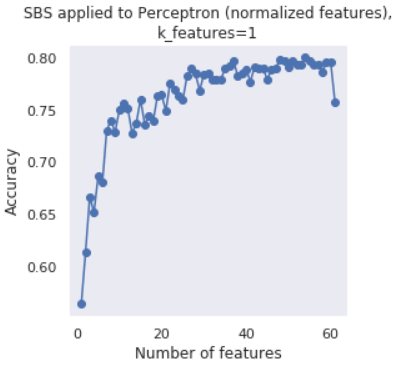 SBS applied to Perceptron (normalized features),
k_features=1
0.80
0.75
0.70
0.65
0.60
Accuracy
0 20 40 60
Number of features